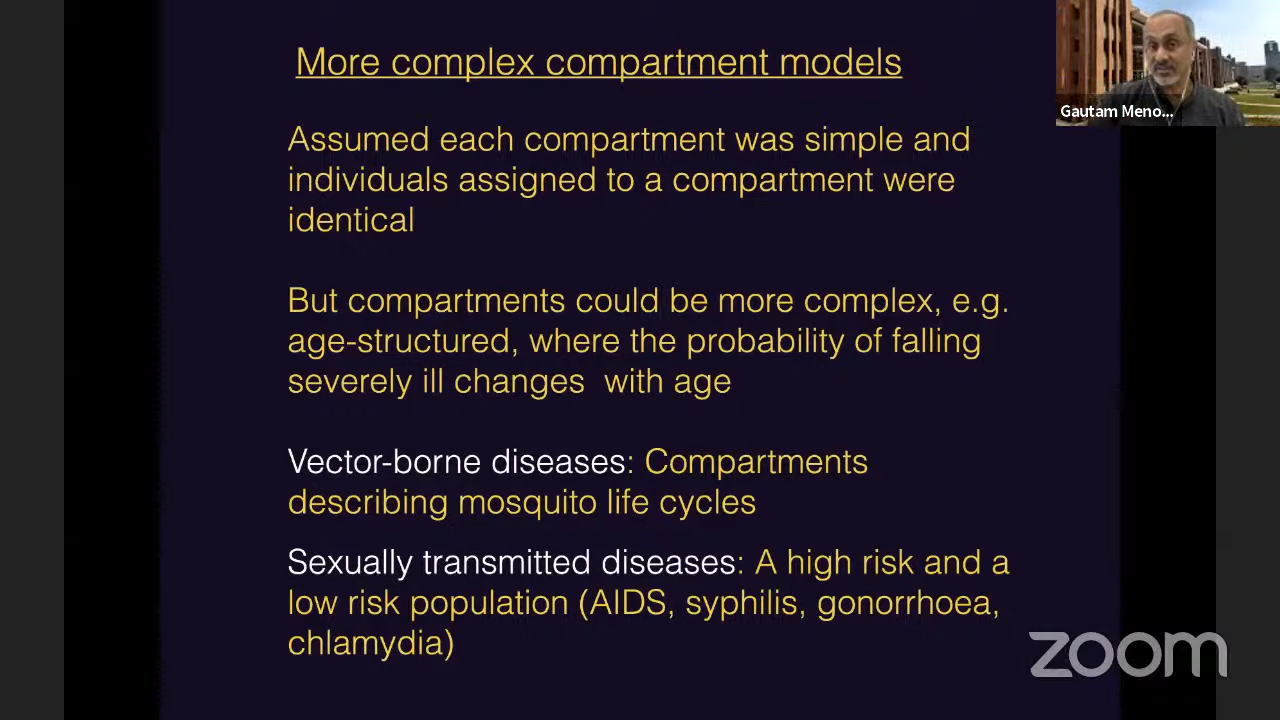 More complex compartment models
Gautam Meno...
Assumed each compartment was simple and
individuals assigned to a compartment were
identical
But compartments could be more complex, e.g.
age-structured, where the probability of falling
severely ill changes with age
Vector-borne diseases: Compartments
describing mosquito life cycles
Sexually transmitted diseases: A high risk and a
low risk population (AIDS, syphilis, gonorrhoea,
chlamydia)
zoom